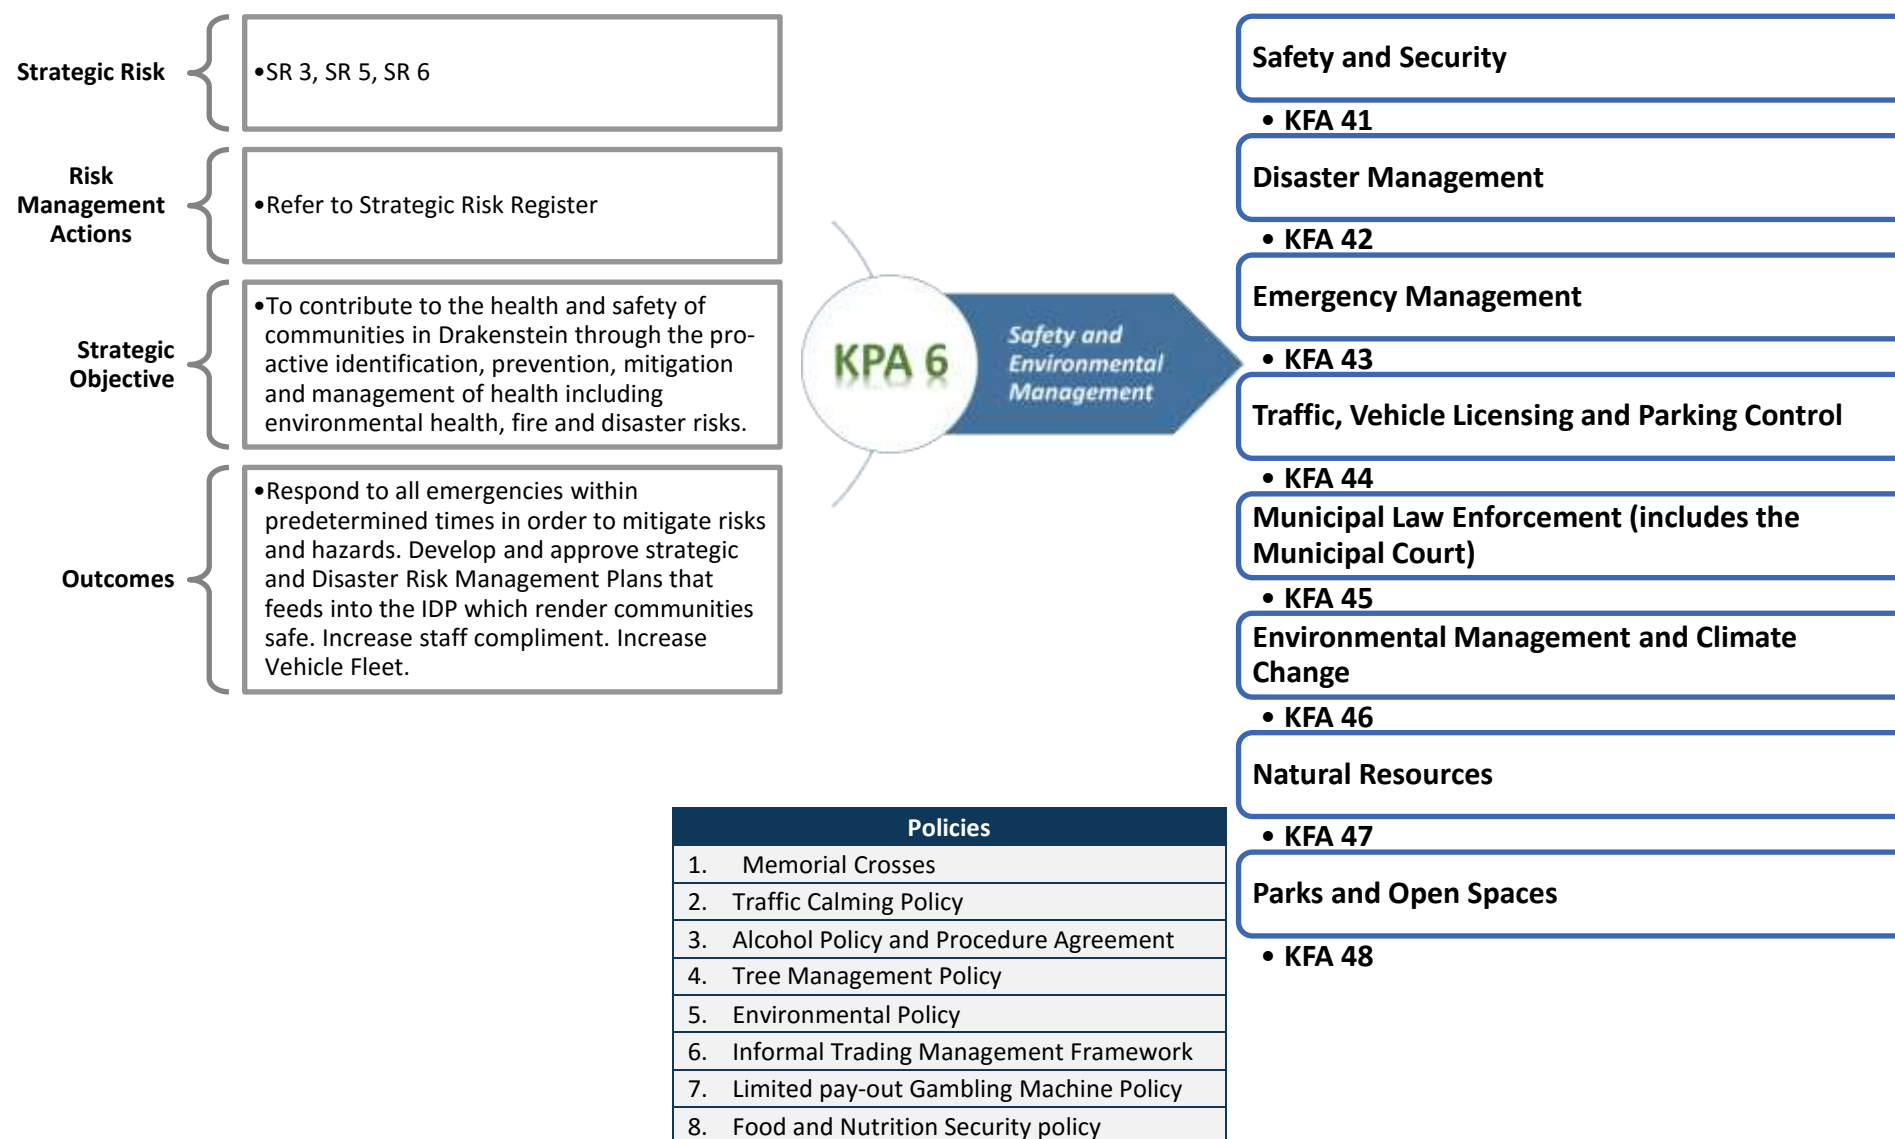 Strategic Risk
•SR 3, SR 5, SR 6
Risk
Management
Actions
•Refer to Strategic Risk Register
Strategic
Objective
•To contribute to the health and safety of
communities in Drakenstein through the pro-
active identification, prevention, mitigation
and management of health including
environmental health, fire and disaster risks.
Outcomes
•Respond to all emergencies within
predetermined times in order to mitigate risks
and hazards. Develop and approve strategic
and Disaster Risk Management Plans that
feeds into the IDP which render communities
safe. Increase staff compliment. Increase
Vehicle Fleet.
KPA 6
Safety and
Environmental
Management
Safety and Security
• KFA 41
Disaster Management
• KFA 42
Emergency Management
• KFA 43
Traffic, Vehicle Licensing and Parking Control
• KFA 44
Municipal Law Enforcement (includes the
Municipal Court)
• KFA 45
Environmental Management and Climate
Change
• KFA 46
Natural Resources
• KFA 47
Parks and Open Spaces
• KFA 48
Policies
1. Memorial Crosses
2. Traffic Calming Policy
3. Alcohol Policy and Procedure Agreement
4. Tree Management Policy
5. Environmental Policy
6. Informal Trading Management Framework
7. Limited pay-out Gambling Machine Policy
8. Food and Nutrition Security policy